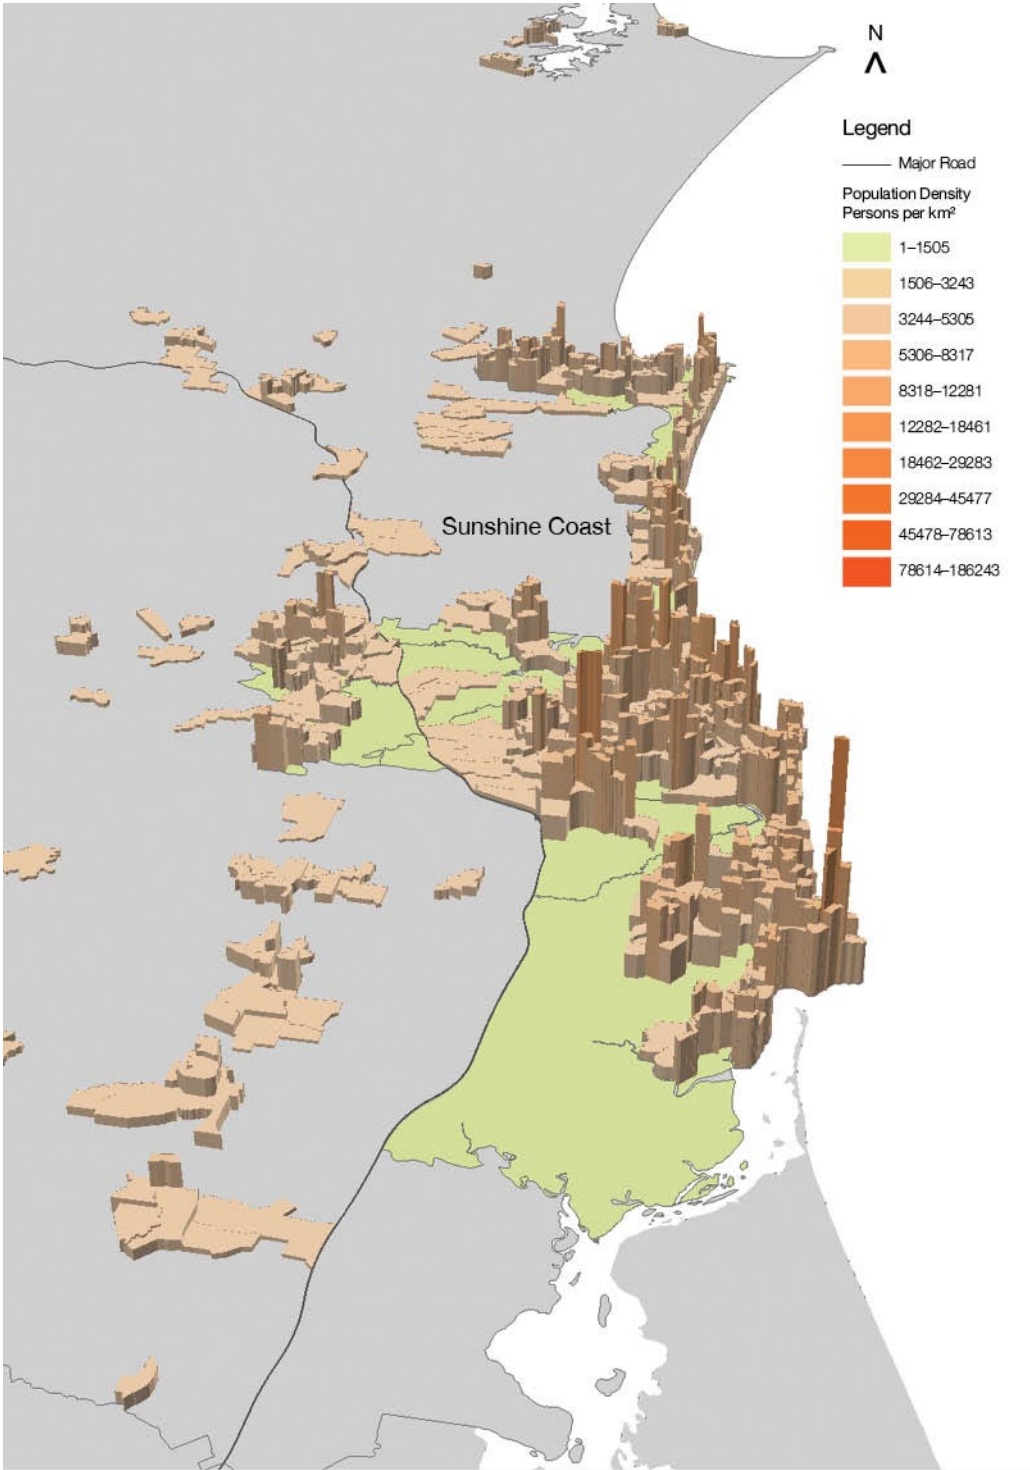 N
Legend
Major Road
Population Density
Persons per km²
1–1505
1506–3243
3244–5305
5306–8317
8318–12281
12282–18461
18462–29283
29284–45477
45478–78613
78614–186243
Sunshine Coast